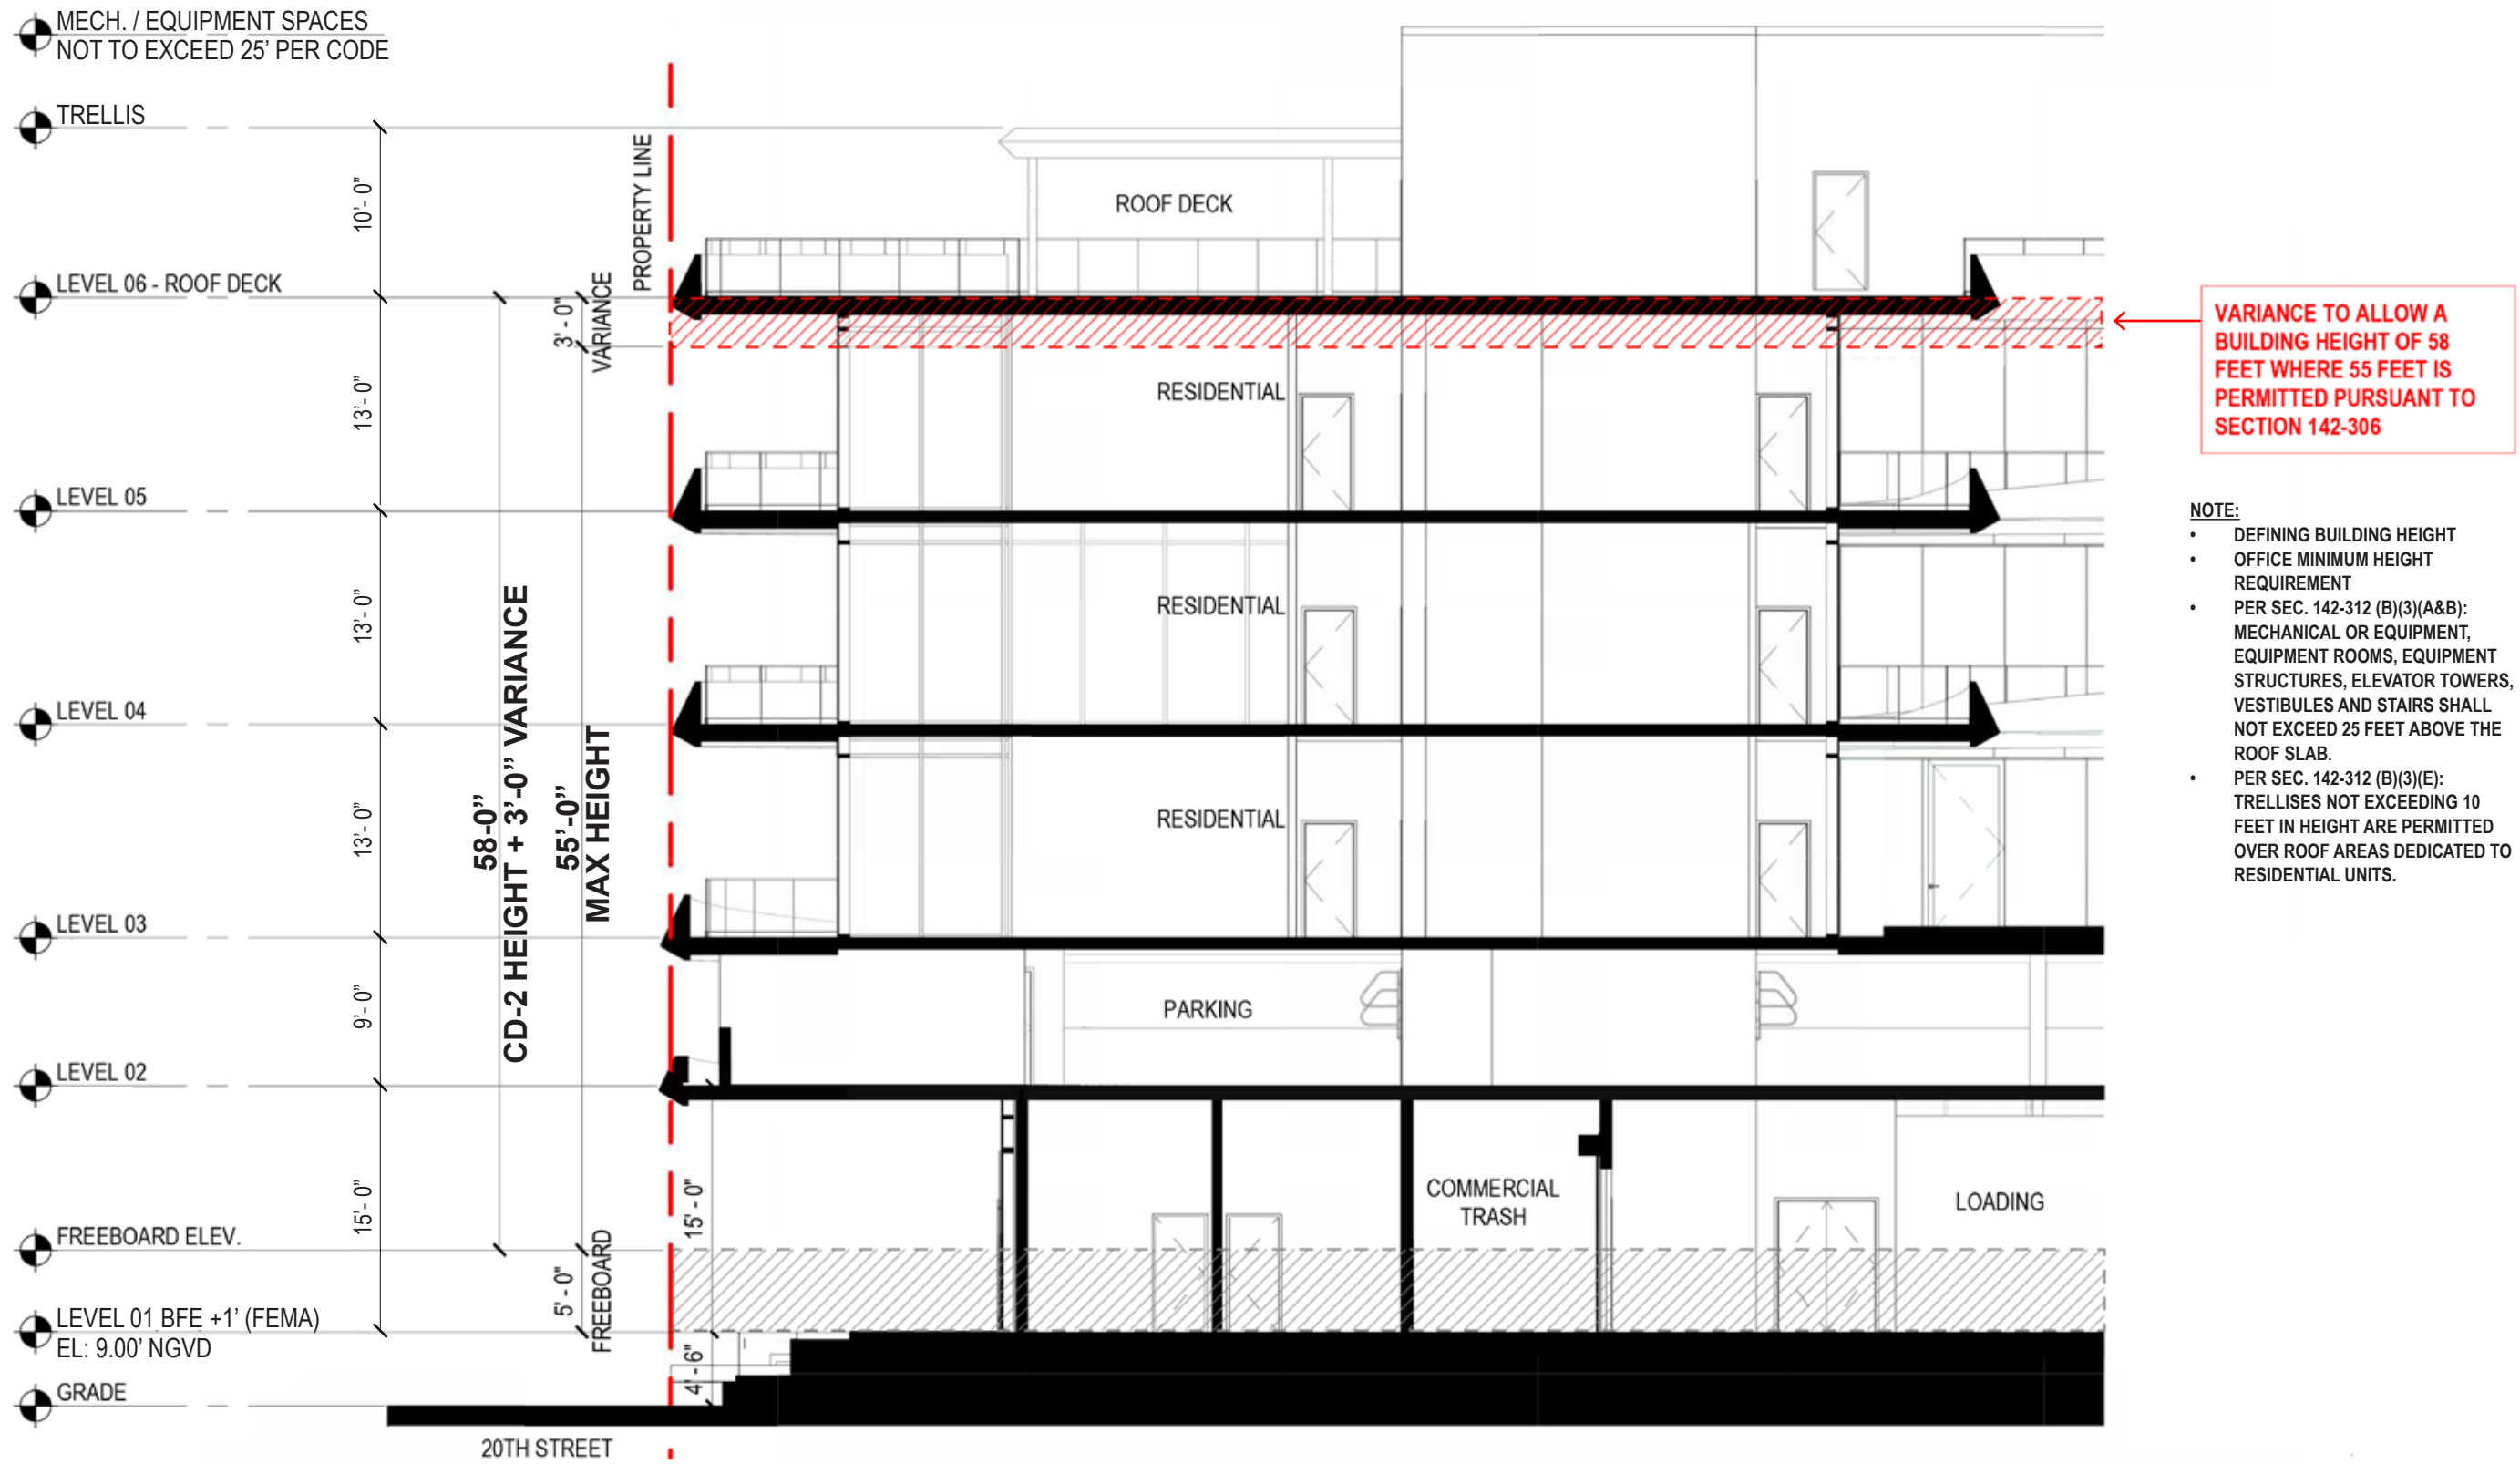 MECH. / EQUIPMENT SPACES
NOT TO EXCEED 25’ PER CODE
TRELLIS
10’- 0”
PROPERTY LINE
ROOF DECK
LEVEL 06 - ROOF DECK
3' - 0"
VARIANCE
VARIANCE TO ALLOW A
BUILDING HEIGHT OF 58
FEET WHERE 55 FEET IS
PERMITTED PURSUANT TO
SECTION 142-306
13’- 0”
RESIDENTIAL
LEVEL 05
NOTE:
• DEFINING BUILDING HEIGHT
• OFFICE MINIMUM HEIGHT
REQUIREMENT
• PER SEC. 142-312 (B)(3)(A&B):
MECHANICAL OR EQUIPMENT,
EQUIPMENT ROOMS, EQUIPMENT
STRUCTURES, ELEVATOR TOWERS,
VESTIBULES AND STAIRS SHALL
NOT EXCEED 25 FEET ABOVE THE
ROOF SLAB.
• PER SEC. 142-312 (B)(3)(E):
TRELLISES NOT EXCEEDING 10
FEET IN HEIGHT ARE PERMITTED
OVER ROOF AREAS DEDICATED TO
RESIDENTIAL UNITS.
13’- 0”
RESIDENTIAL
LEVEL 04
58-0”
CD-2 HEIGHT + 3’-0” VARIANCE
55’-0”
MAX HEIGHT
13’- 0”
RESIDENTIAL
LEVEL 03
9’- 0”
PARKING
LEVEL 02
15’- 0”
15' - 0"
COMMERCIAL
TRASH
LOADING
FREEBOARD ELEV.
5' - 0"
FREEBOARD
LEVEL 01 BFE +1’ (FEMA)
EL: 9.00’ NGVD
4' - 6"
GRADE
20TH STREET